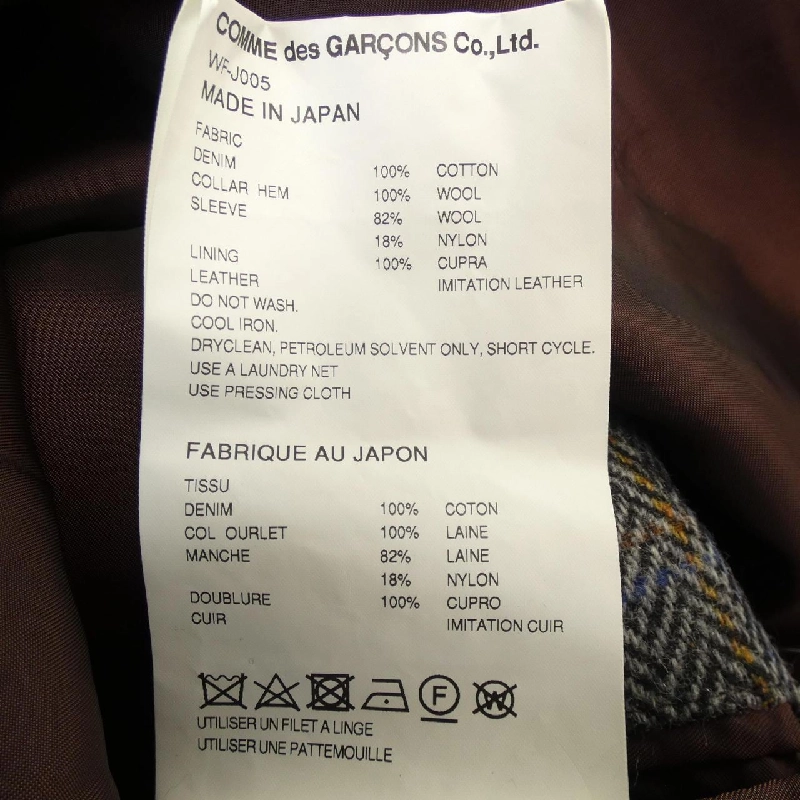 COMME des GARÇONS Co.,Ltd.
WF-J005
MADE IN JAPAN
FABRIC
DENIM 100% COTTON
COLLAR HEM 100% WOOL
SLEEVE 82% WOOL
18% NYLON
LINING 100% CUPRA
LEATHER IMITATION LEATHER
DO NOT WASH.
COOL IRON.
DRYCLEAN, PETROLEUM SOLVENT ONLY, SHORT CYCLE.
USE A LAUNDRY NET
USE PRESSING CLOTH
FABRIQUE AU JAPON
TISSU
DENIM 100% COTON
COL OURLET 100% LAINE
MANCHE 82% LAINE
18% NYLON
DOUBLURE 100% CUPRO
CUIR IMITATION CUIR
F W
UTILISER UN FILET A LINGE
UTILISER UNE PATTEMOUILLE